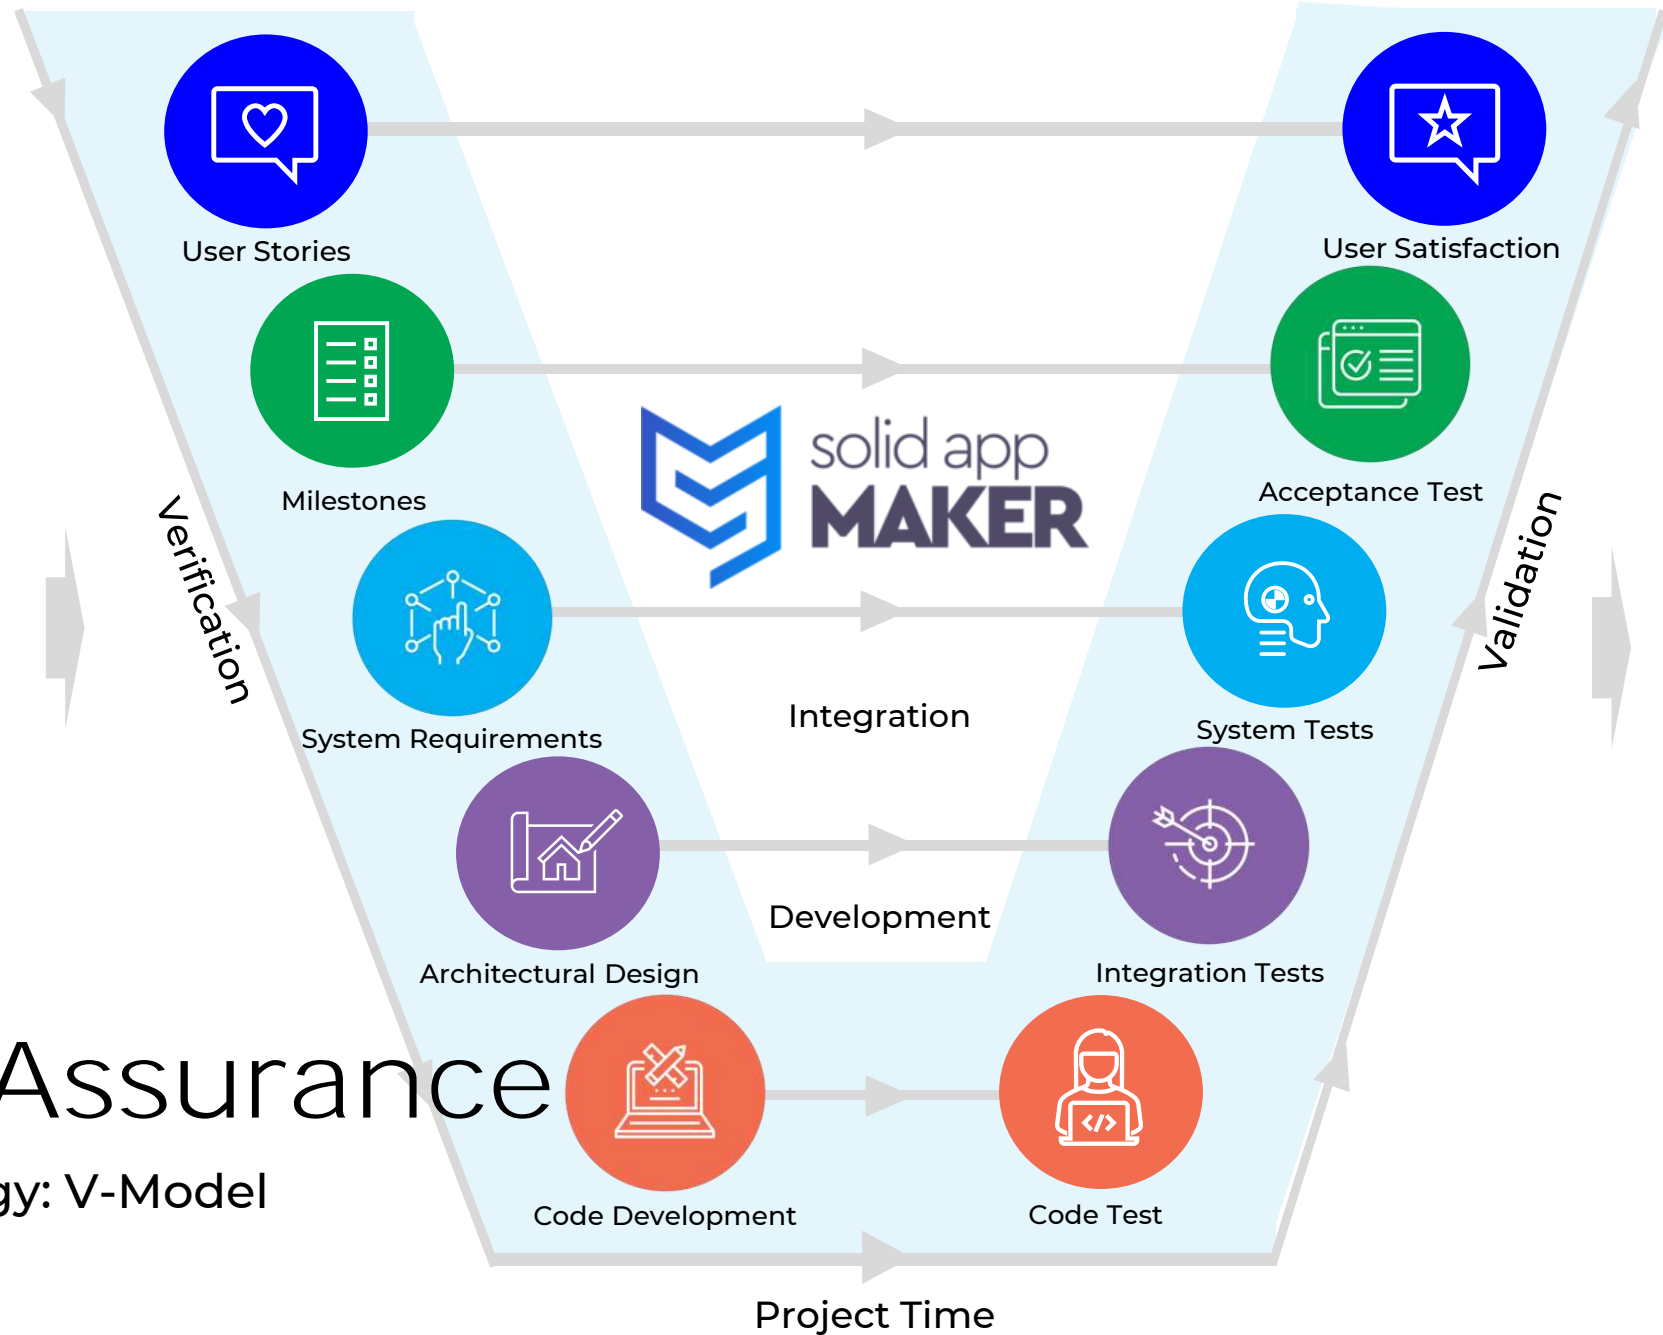 User Stories
User Satisfaction
Milestones
solid app
MAKER
Acceptance Test
Verification
Validation
System Requirements
Integration
System Tests
Development
Architectural Design
Integration Tests
Assurance
gy: V-Model
Code Development
Code Test
</>
Project Time